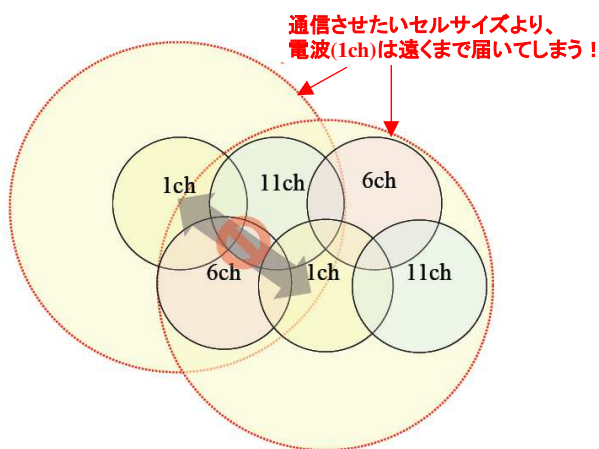 通信させたいセルサイズより、
電波(1ch)は遠くまで届いてしまう！
1ch
11ch
6ch
6ch
1ch
11ch